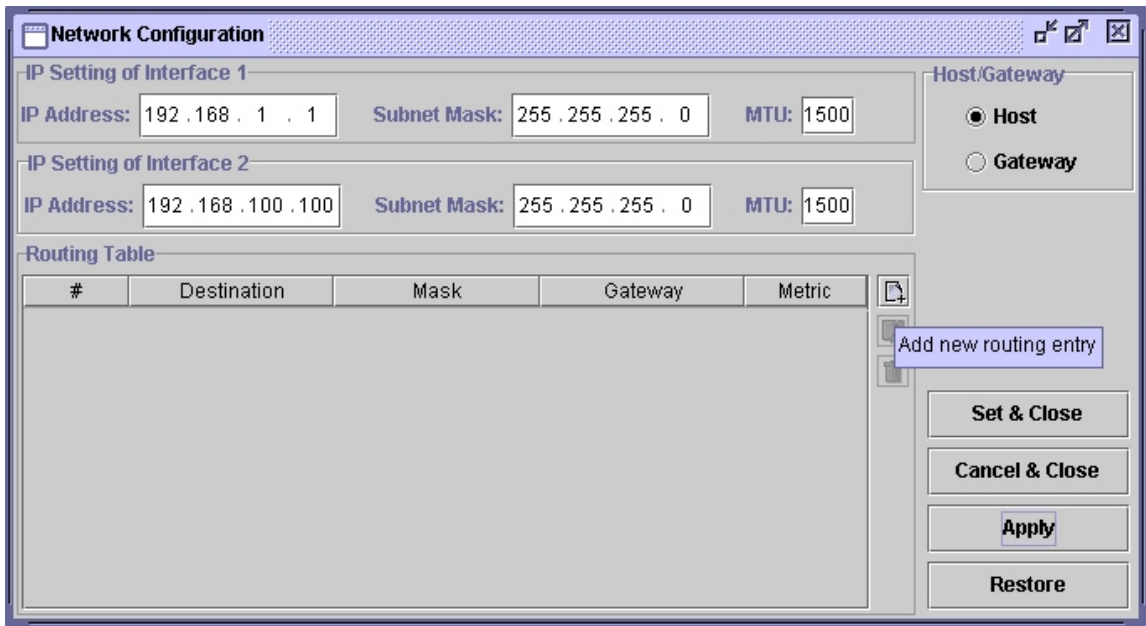 Network Configuration
IP Setting of Interface 1
IP Address: 192 .168 . 1 . 1 Subnet Mask: 255 . 255 . 255 . 0 MTU: 1500
IP Setting of Interface 2
IP Address: 192 .168 .100 .100 Subnet Mask: 255 . 255 . 255 . 0 MTU: 1500
Host/Gateway
Host
Gateway
Routing Table
# Destination Mask Gateway Metric
Add new routing entry
Set & Close
Cancel & Close
Apply
Restore